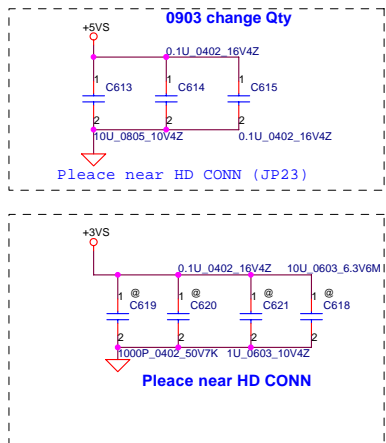 0903 change Qty
+5VS
0.1U_0402_16V4Z
1 1 1
C613 C614 C615
2 2 2
10U_0805_10V4Z 0.1U_0402_16V4Z
Pleace near HD CONN (JP23)
+3VS
0.1U_0402_16V4Z 10U_0603_6.3V6M
1 @ 1 @ 1 @ 1 @
C619 C620 C621 C618
2 2 2 2
1000P_0402_50V7K 1U_0603_10V4Z
Pleace near HD CONN